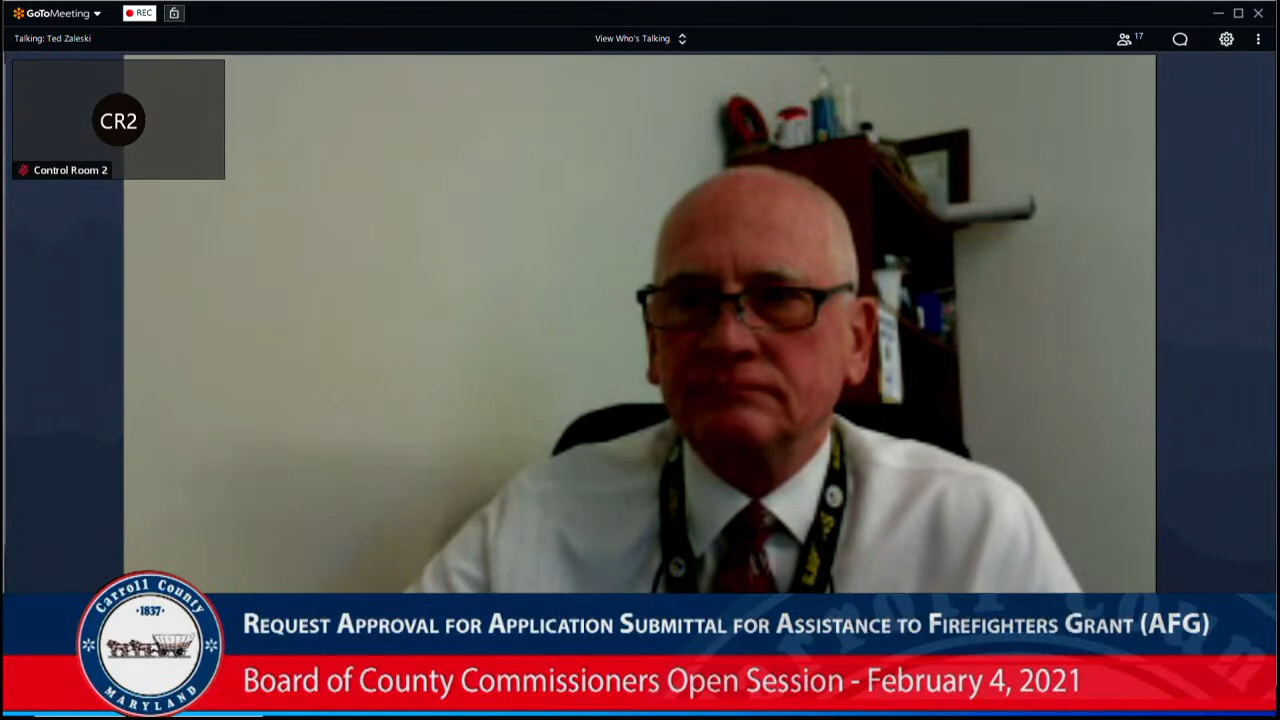 GoToMeeting
REC
Talking: Ted Zaleski
View Who's Talking
17
CR2
Control Room 2
Carroll County
1837
MARYLAND
REQUEST APPROVAL FOR APPLICATION SUBMITTAL FOR ASSISTANCE TO FIREFIGHTERS GRANT (AFG)
Board of County Commissioners Open Session - February 4, 2021